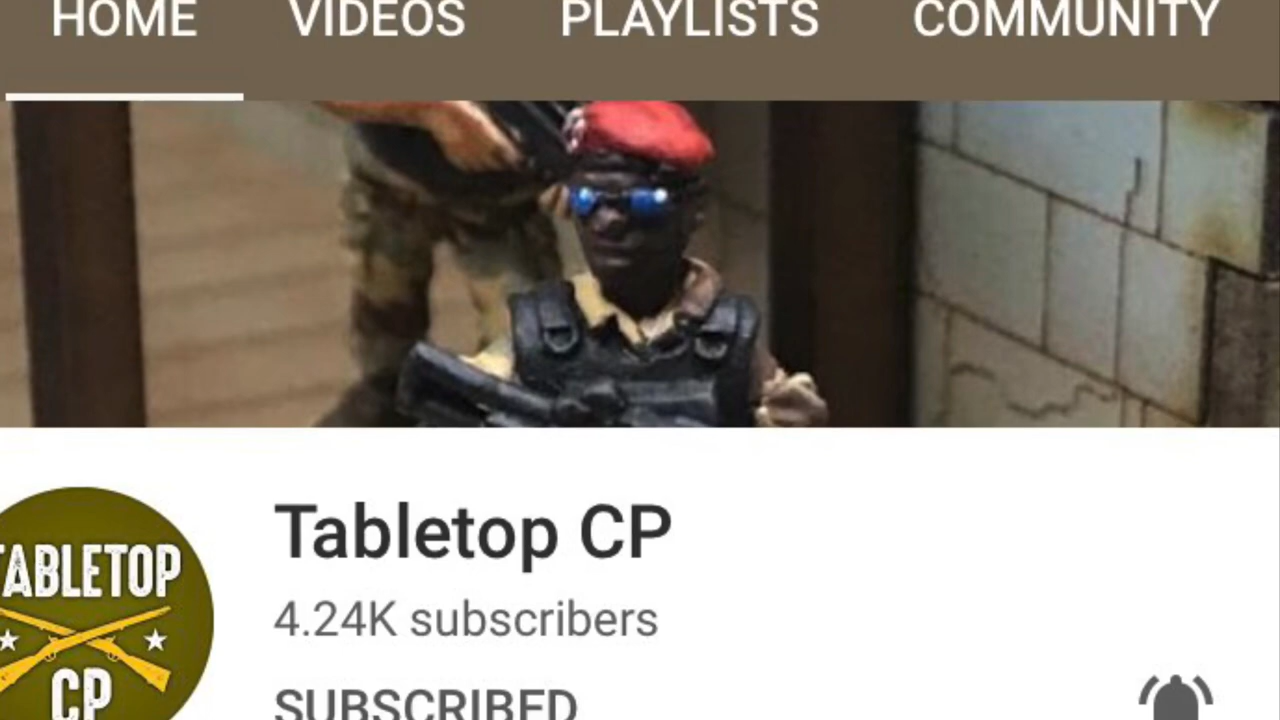 HOME VIDEOS PLAYLISTS COMMUNITY
Tabletop CP
4.24K subscribers
SUBSCRIBED
TABLETOP
CP